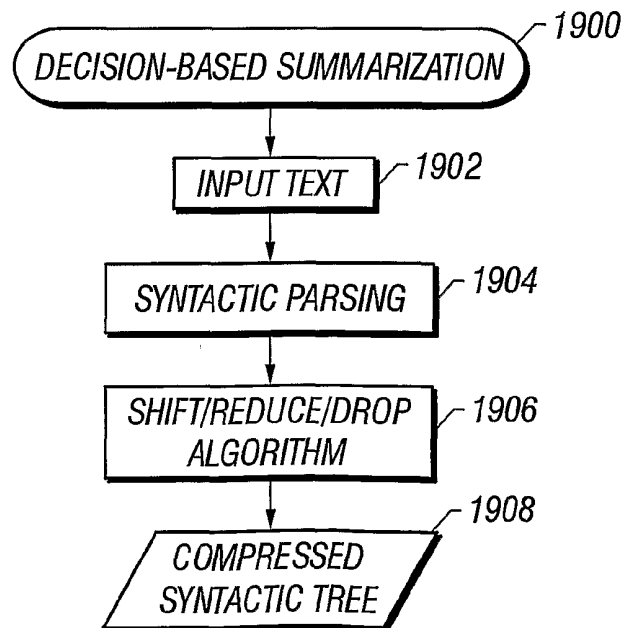 1900
DECISION-BASED SUMMARIZATION
1902
INPUT TEXT
1904
SYNTACTIC PARSING
1906
SHIFT/REDUCE/DROP
ALGORITHM
1908
COMPRESSED
SYNTACTIC TREE